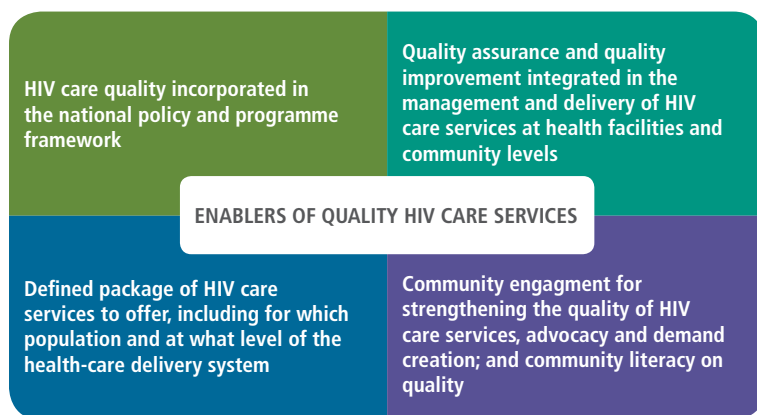 HIV care quality incorporated in
the national policy and programme
framework
Quality assurance and quality
improvement integrated in the
management and delivery of HIV
care services at health facilities and
community levels
ENABLERS OF QUALITY HIV CARE SERVICES
Defined package of HIV care
services to offer, including for which
population and at what level of the
health-care delivery system
Community engagment for
strengthening the quality of HIV
care services, advocacy and demand
creation; and community literacy on
quality